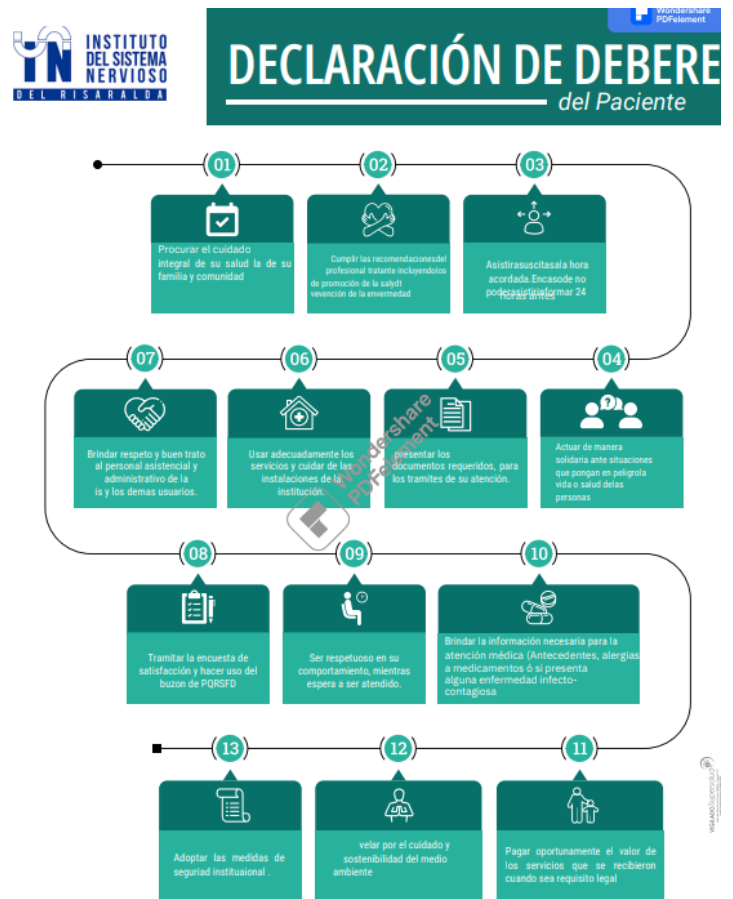 Wondershare
PDFelement
INSTITUTO
DEL SISTEMA
NERVIOSO
DEL RISARALDA
DECLARACIÓN DE DEBERE
del Paciente
01
Procurar el cuidado
integral de su salud la de su
familia y comunidad
02
Cumplir las recomendacionesdel
profesional tratante incluyendolos
de promoción de la salydt
vevención de la envermedad
03
Asistirasuscitasala hora
acordada.Encasode no
poderasistirinformar 24
horas antes
07
Brindar respeto y buen trato
al personal asistencial y
administrativo de la
is y los demas usuarios.
06
Usar adecuadamente los
servicios y cuidar de las
instalaciones de la
institución.
05
presentar los
documentos requeridos, para
los tramites de su atención.
04
Actuar de manera
solidaria ante situaciones
que pongan en peligrola
vida o salud delas
personas
Wondershare
PDFelement
08
Tramitar la encuesta de
satisfacción y hacer uso del
buzon de PQRSFD
09
Ser respetuoso en su
comportamiento, mientras
espera a ser atendido.
10
Brindar la información necesaria para la
atención médica (Antecedentes, alergias
a medicamentos ó si presenta
alguna enfermedad infecto-
contagiosa
13
Adoptar las medidas de
seguriad instituaional .
12
velar por el cuidado y
sostenibilidad del medio
ambiente
11
Pagar oportunamente el valor de
los servicios que se recibieron
cuando sea requisito legal
VIGILADO Supersalud